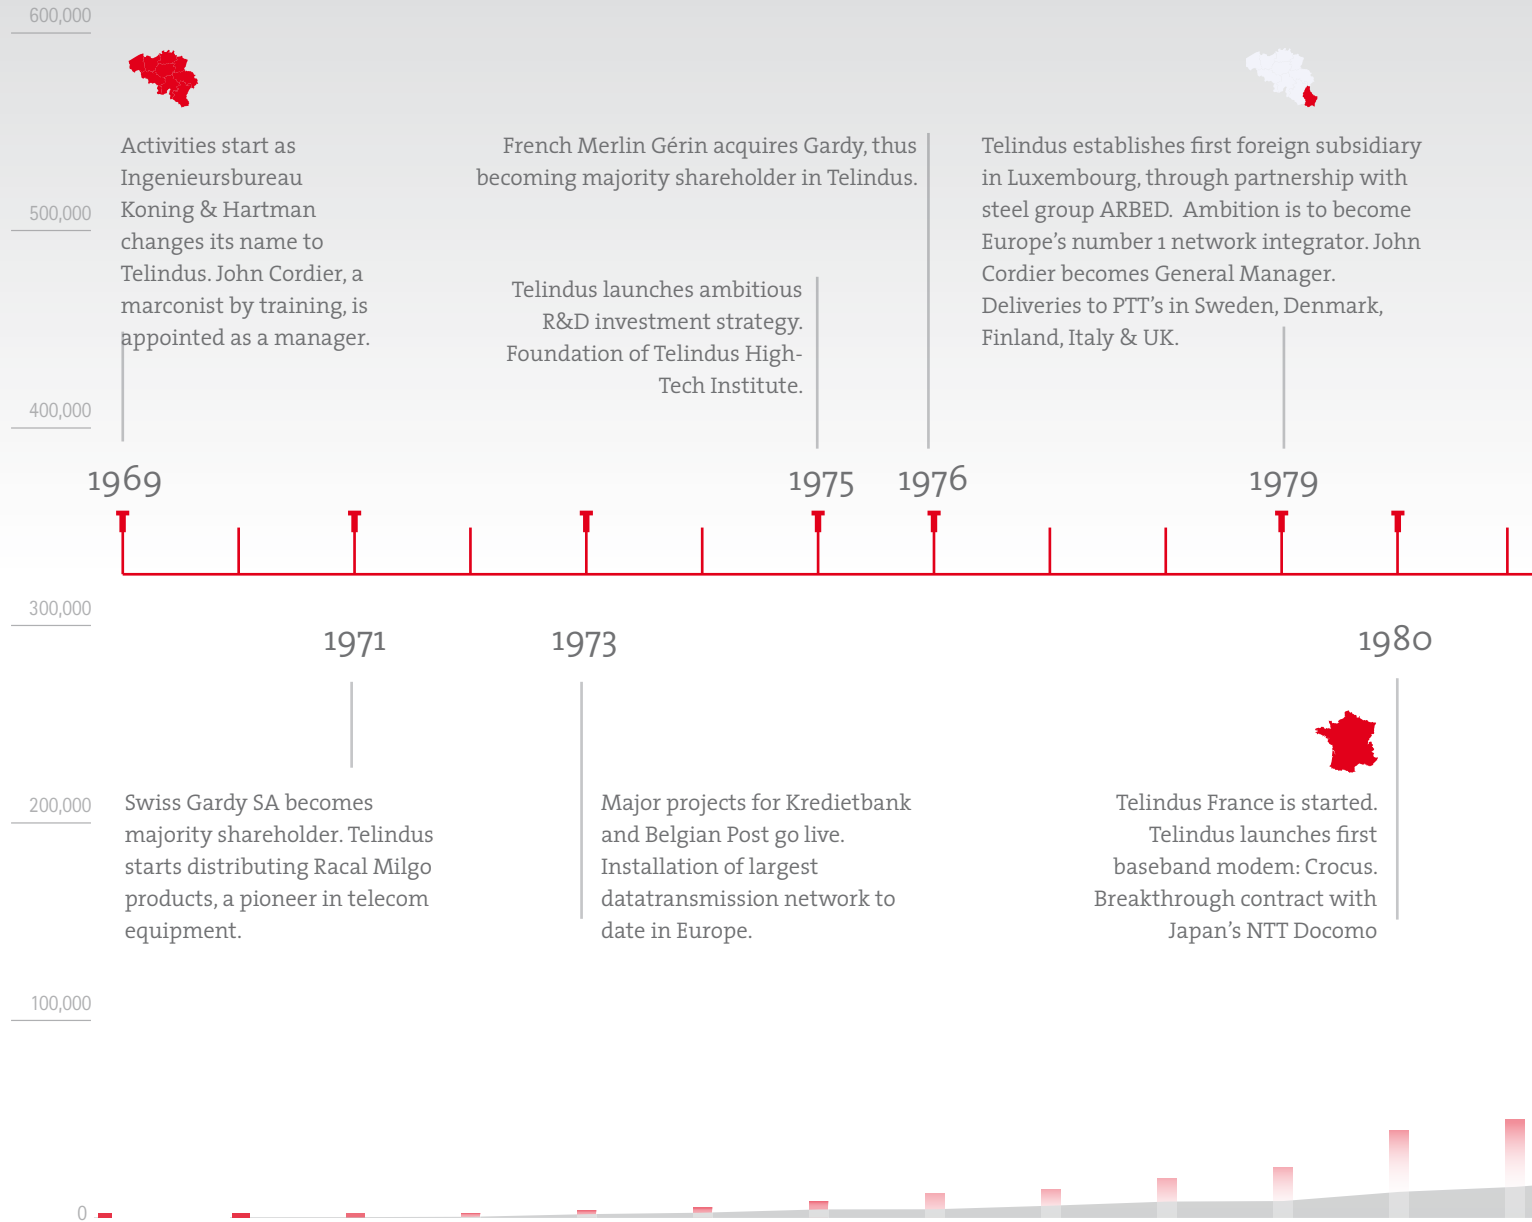 600,000
500,000
400,000
300,000
200,000
100,000
0
Activities start as
Ingenieursbureau
Koning & Hartman
changes its name to
Telindus. John Cordier, a
marconist by training, is
appointed as a manager.
French Merlin Gérin acquires Gardy, thus
becoming majority shareholder in Telindus.
Telindus launches ambitious
R&D investment strategy.
Foundation of Telindus High-
Tech Institute.
Telindus establishes first foreign subsidiary
in Luxembourg, through partnership with
steel group ARBED. Ambition is to become
Europe's number 1 network integrator. John
Cordier becomes General Manager.
Deliveries to PTT's in Sweden, Denmark,
Finland, Italy & UK.
1969
1975
1976
1979
1971
1973
1980
Swiss Gardy SA becomes
majority shareholder. Telindus
starts distributing Racal Milgo
products, a pioneer in telecom
equipment.
Major projects for Kredietbank
and Belgian Post go live.
Installation of largest
datatransmission network to
date in Europe.
Telindus France is started.
Telindus launches first
baseband modem: Crocus.
Breakthrough contract with
Japan's NTT Docomo